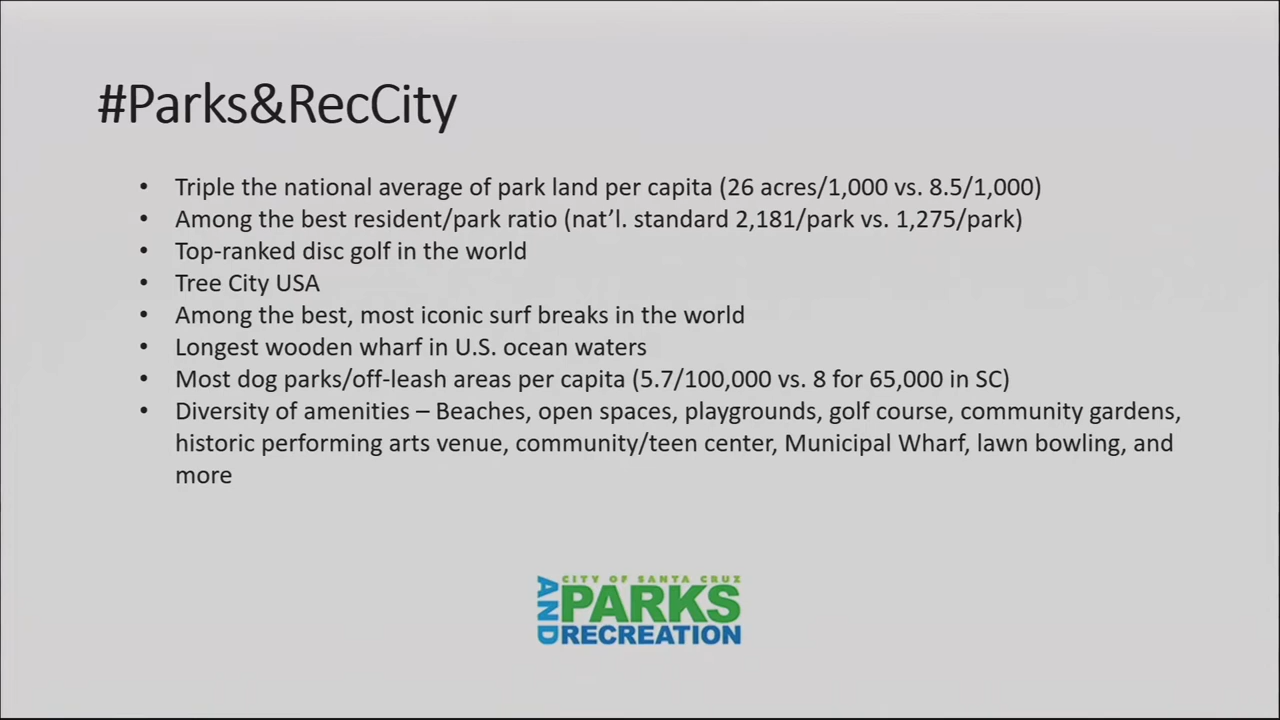 #Parks&RecCity
• Triple the national average of park land per capita (26 acres/1,000 vs. 8.5/1,000)
• Among the best resident/park ratio (nat’l. standard 2,181/park vs. 1,275/park)
• Top-ranked disc golf in the world
• Tree City USA
• Among the best, most iconic surf breaks in the world
• Longest wooden wharf in U.S. ocean waters
• Most dog parks/off-leash areas per capita (5.7/100,000 vs. 8 for 65,000 in SC)
• Diversity of amenities – Beaches, open spaces, playgrounds, golf course, community gardens,
historic performing arts venue, community/teen center, Municipal Wharf, lawn bowling, and
more
CITY OF SANTA CRUZ
PARKS
AND
RECREATION